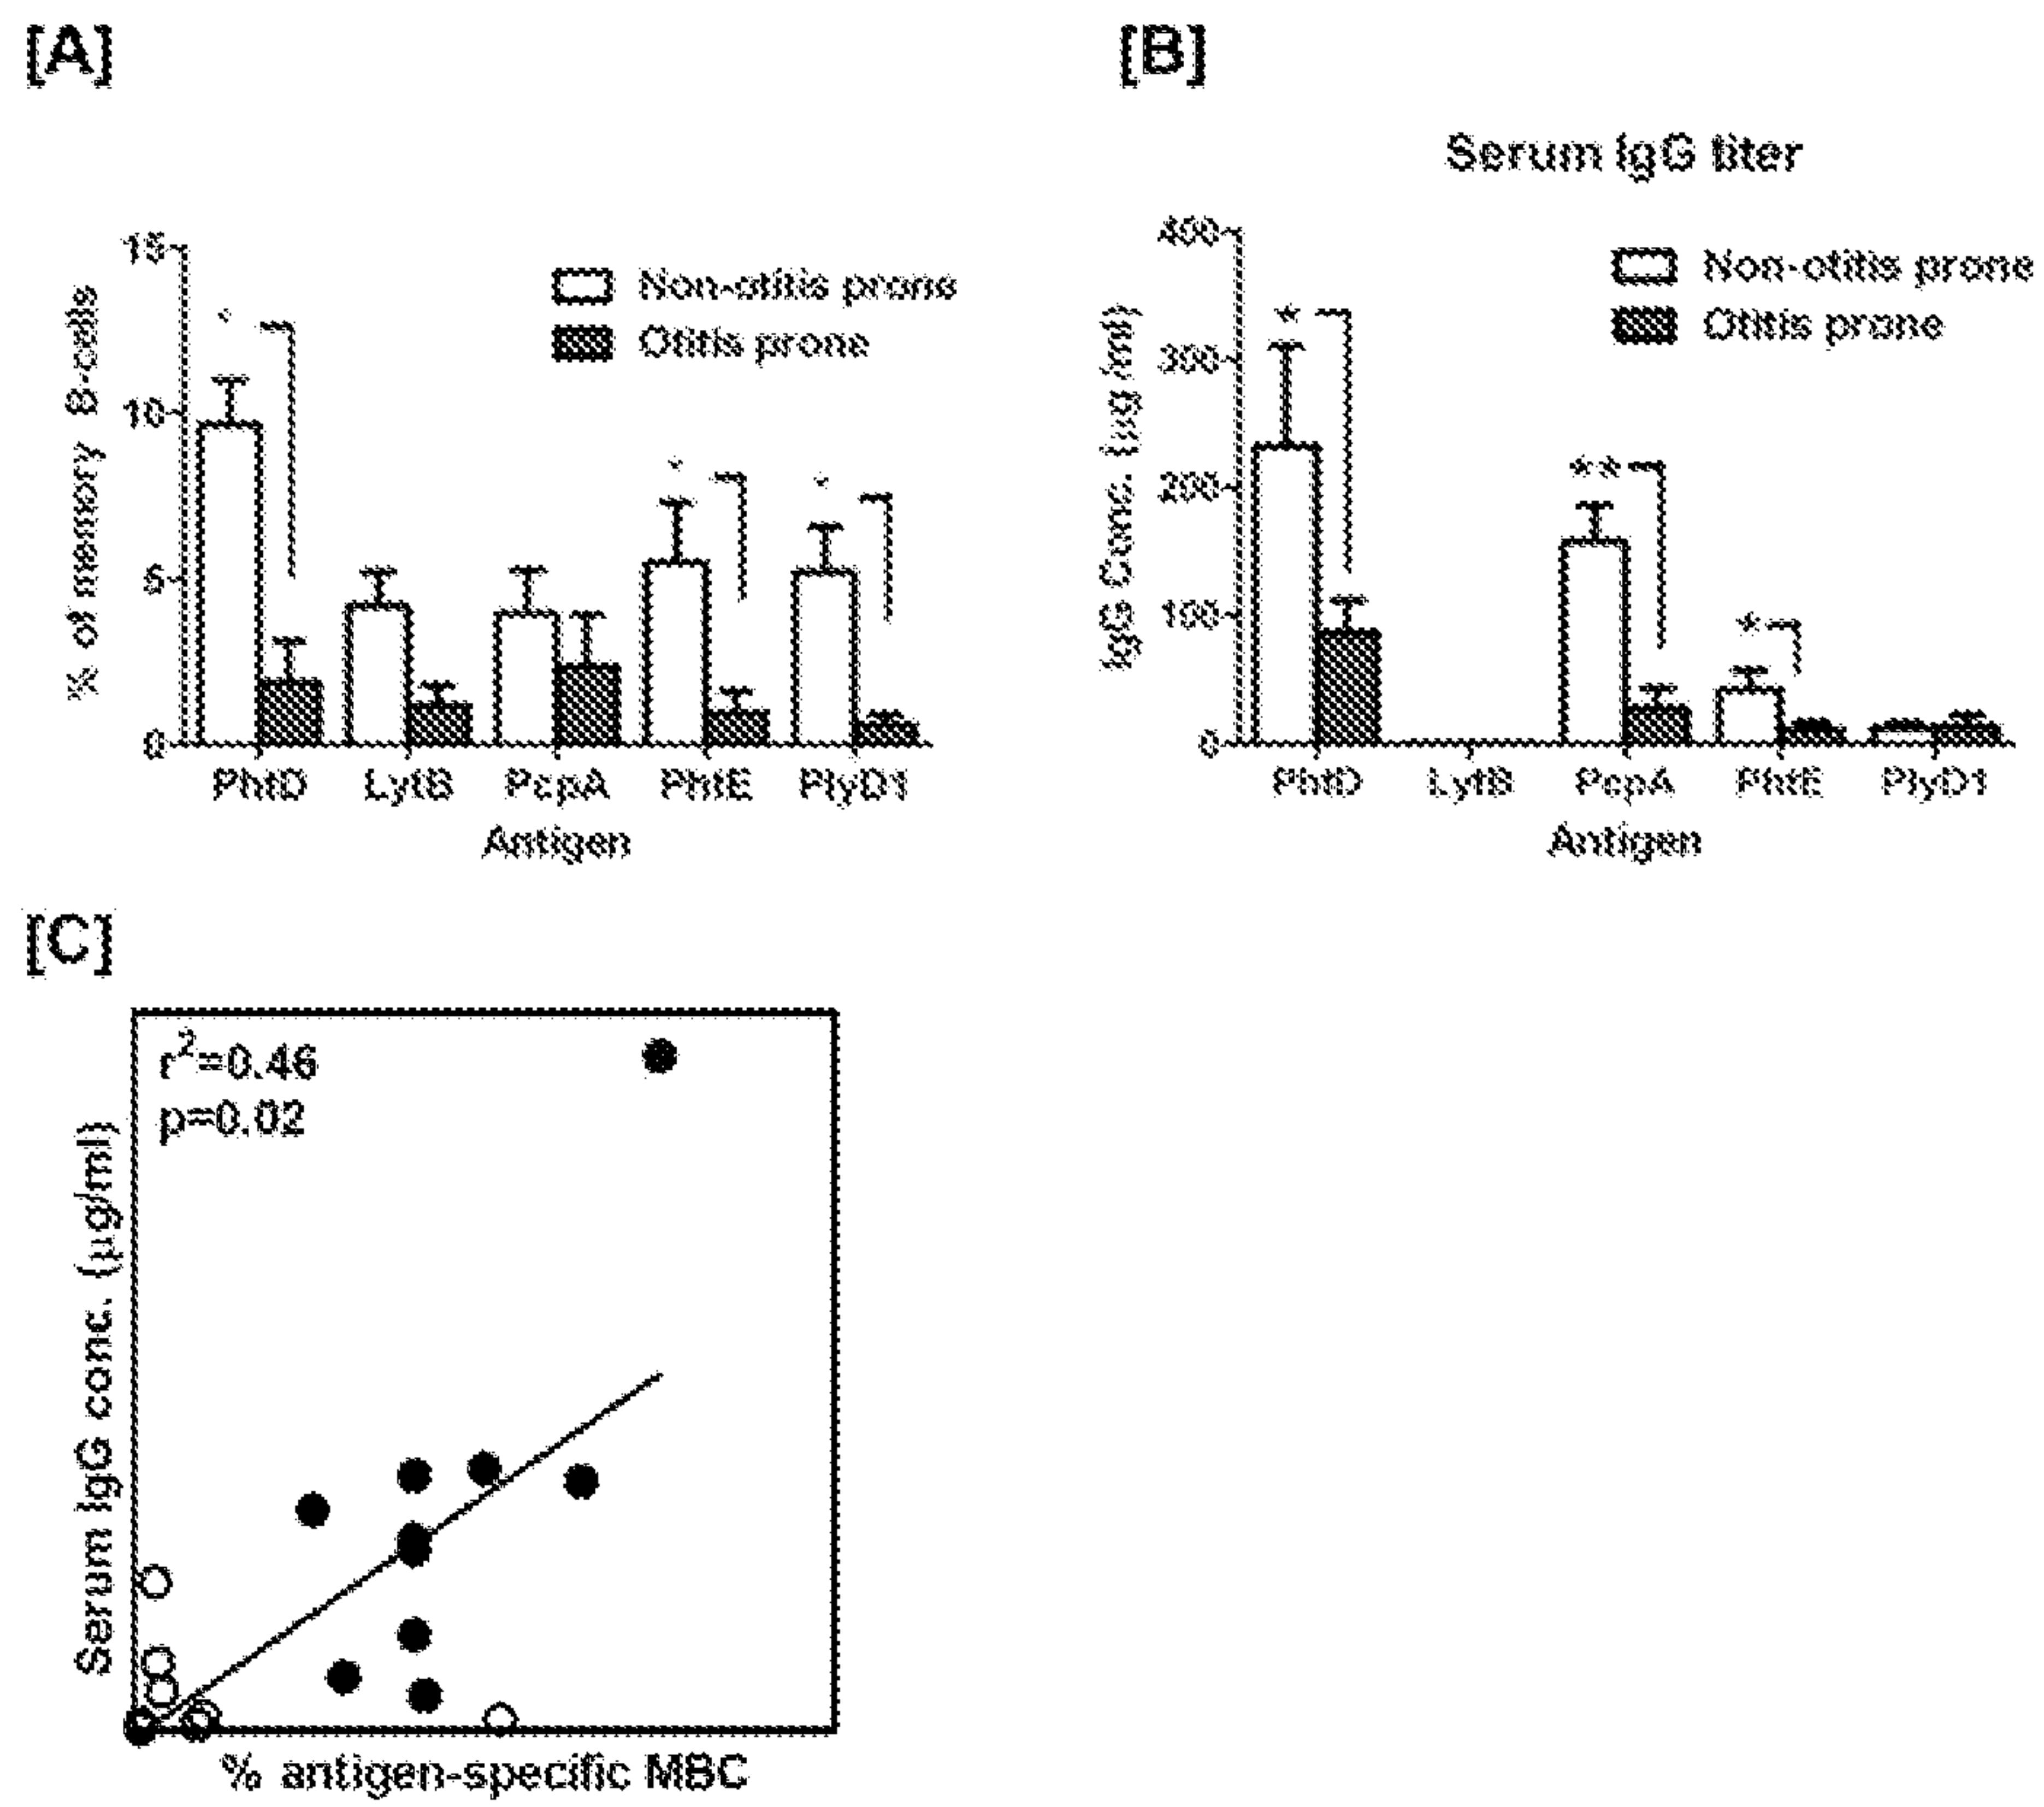 [A]
15
10
5
0
% of memory B-cells
*
*
*
Non-otitis prone
Otitis prone
PhtD LytB PcpA PhtE PlyD1
Antigen
[B]
Serum IgG titer
400
300
200
100
0
IgG Conc. (ug /ml)
*
**
*
Non-otitis prone
Otitis prone
PhtD LytB PcpA PhtE PlyD1
Antigen
[C]
r²=0.46
p=0.02
Serum IgG conc. (µg/ml)
% antigen-specific MBC